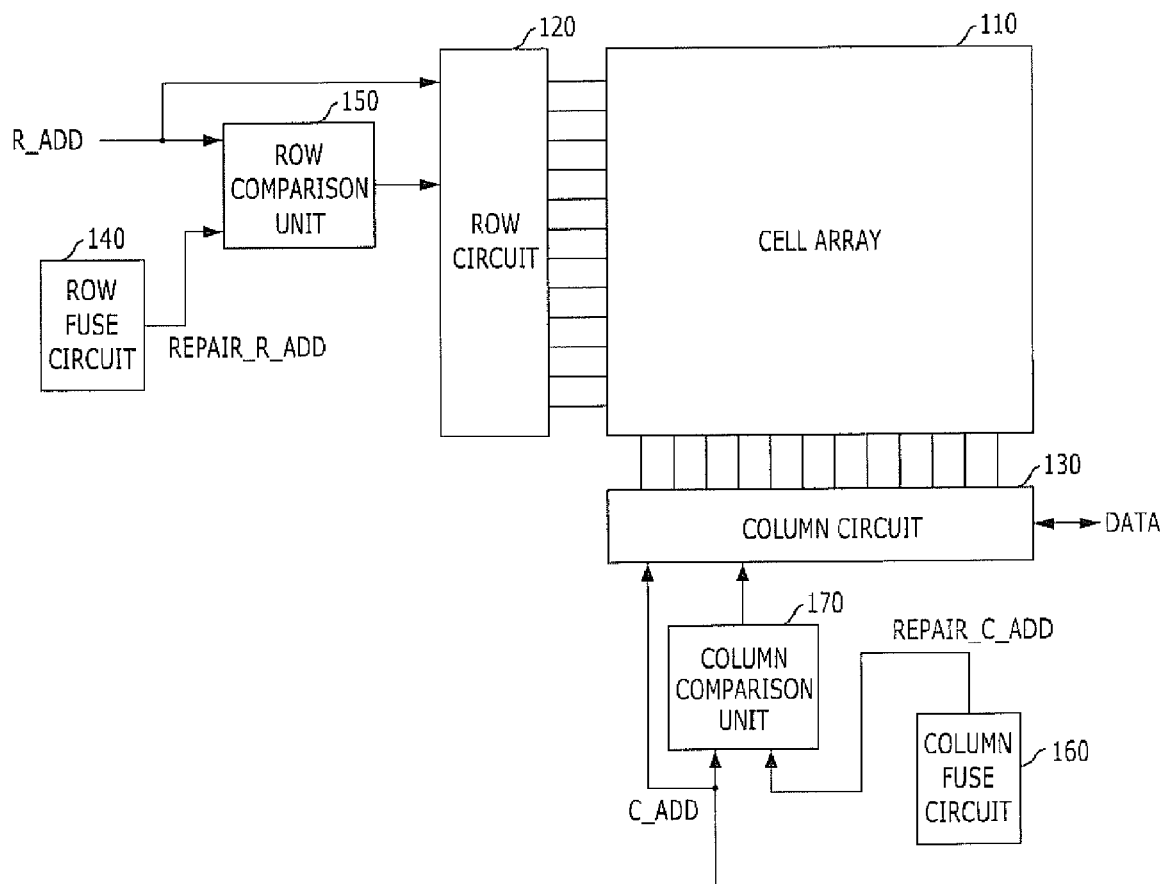 120
110
R_ADD
150
ROW
COMPARISON
UNIT
ROW
CIRCUIT
CELL ARRAY
140
ROW
FUSE
CIRCUIT
REPAIR_R_ADD
130
COLUMN CIRCUIT
DATA
170
COLUMN
COMPARISON
UNIT
REPAIR_C_ADD
COLUMN
FUSE
CIRCUIT
160
C_ADD